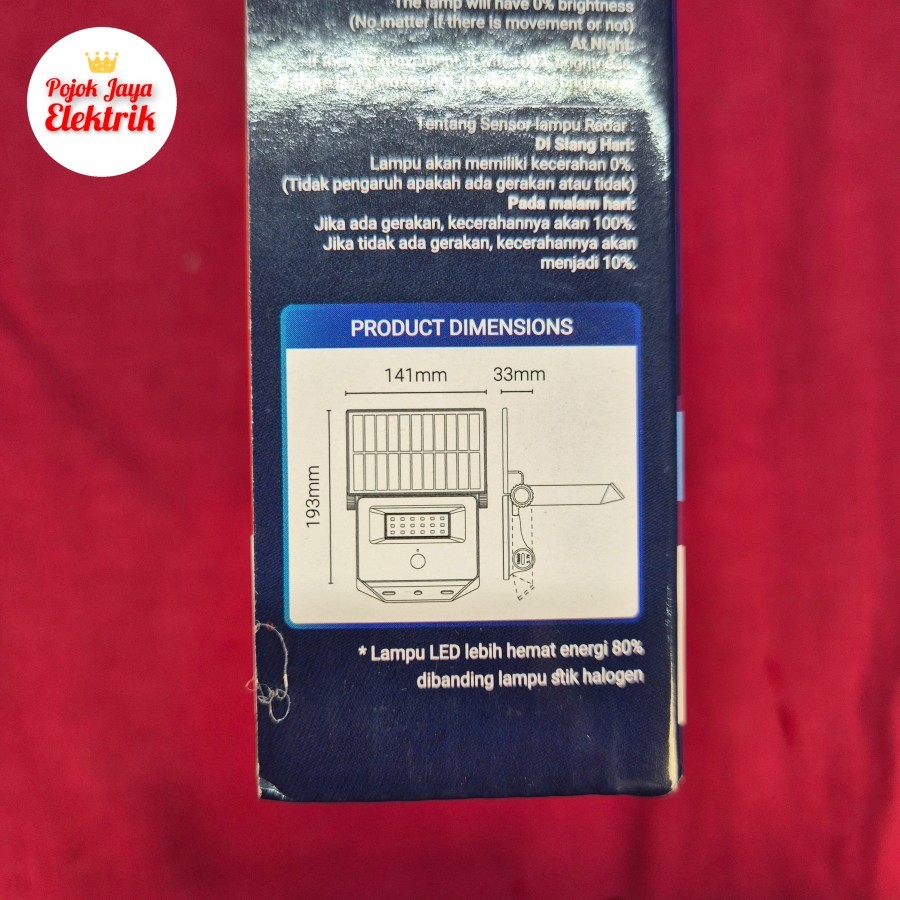 Pojok Jaya
Elektrik
The lamp will have 0% brightness
(No matter if there is movement or not)
At Night:
Tentang Sensor lampu Radar :
Di Siang Hari:
Lampu akan memiliki kecerahan 0%.
(Tidak pengaruh apakah ada gerakan atau tidak)
Pada malam hari:
Jika ada gerakan, kecerahannya akan 100%.
Jika tidak ada gerakan, kecerahannya akan
menjadi 10%.
PRODUCT DIMENSIONS
141mm 33mm
193mm
* Lampu LED lebih hemat energi 80%
dibanding lampu stik halogen